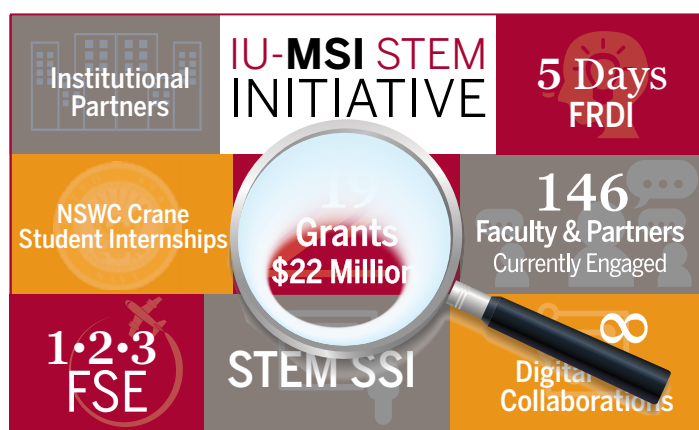 Institutional
Partners
IU-MSI STEM
INITIATIVE
5 Days
FRDI
NSWC Crane
Student Internships
19
Grants
$22 Million
146
Faculty & Partners
Currently Engaged
1•2•3
FSE
STEM SSI
∞
Digital
Collaborations